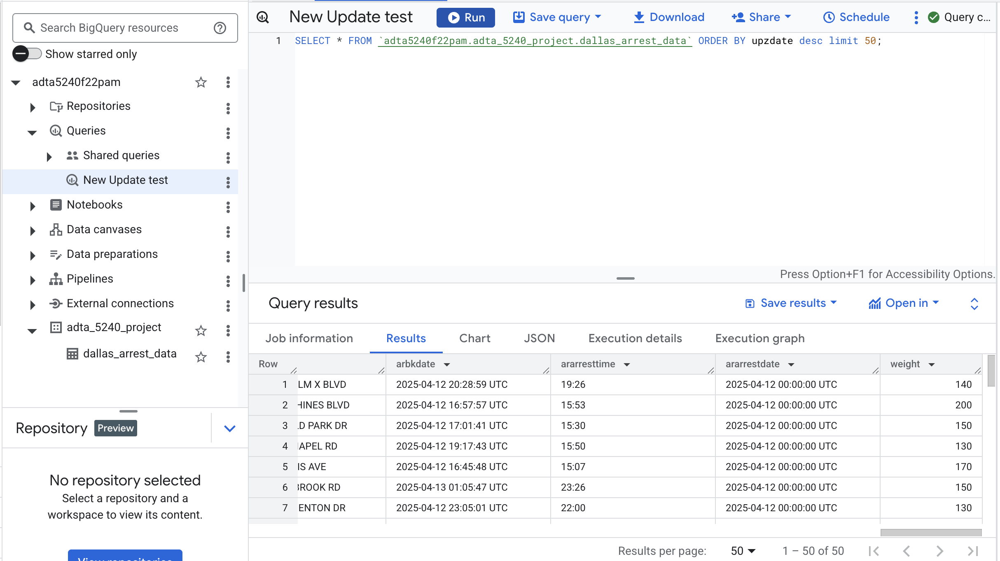 Search BigQuery resources
Show starred only
adta5240f22pam
Repositories
Queries
Shared queries
New Update test
Notebooks
Data canvases
Data preparations
Pipelines
External connections
adta_5240_project
dallas_arrest_data
Repository Preview
No repository selected
Select a repository and a
workspace to view its content.
View repositories
New Update test Run Save query Download Share Schedule Query c...
1 SELECT * FROM `adta5240f22pam.adta_5240_project.dallas_arrest_data` ORDER BY upzdate desc limit 50;
Press Option+F1 for Accessibility Options.
Query results Save results Open in
Job information Results Chart JSON Execution details Execution graph
Row arbkdate ararresttime ararrestdate weight
1 LM X BLVD 2025-04-12 20:28:59 UTC 19:26 2025-04-12 00:00:00 UTC 140
2 HINES BLVD 2025-04-12 16:57:57 UTC 15:53 2025-04-12 00:00:00 UTC 200
3 LD PARK DR 2025-04-12 17:01:41 UTC 15:30 2025-04-12 00:00:00 UTC 150
4 HAPEL RD 2025-04-12 19:17:43 UTC 15:50 2025-04-12 00:00:00 UTC 130
5 IS AVE 2025-04-12 16:45:48 UTC 15:07 2025-04-12 00:00:00 UTC 170
6 BROOK RD 2025-04-13 01:05:47 UTC 23:26 2025-04-12 00:00:00 UTC 150
7 ENTON DR 2025-04-12 23:05:01 UTC 22:00 2025-04-12 00:00:00 UTC 130
Results per page: 50 1 – 50 of 50